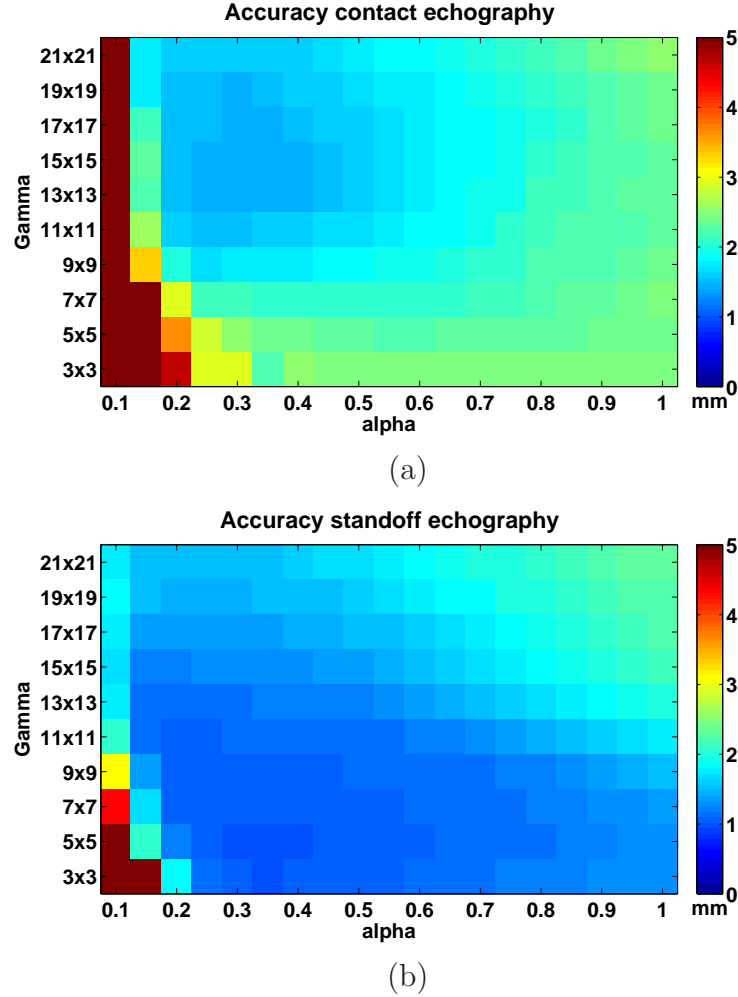 Accuracy contact echography
Gamma
21x21
19x19
17x17
15x15
13x13
11x11
9x9
7x7
5x5
3x3
0.1 0.2 0.3 0.4 0.5 0.6 0.7 0.8 0.9 1
alpha
5
4
3
2
1
0
mm
(a)
Accuracy standoff echography
Gamma
21x21
19x19
17x17
15x15
13x13
11x11
9x9
7x7
5x5
3x3
0.1 0.2 0.3 0.4 0.5 0.6 0.7 0.8 0.9 1
alpha
5
4
3
2
1
0
mm
(b)